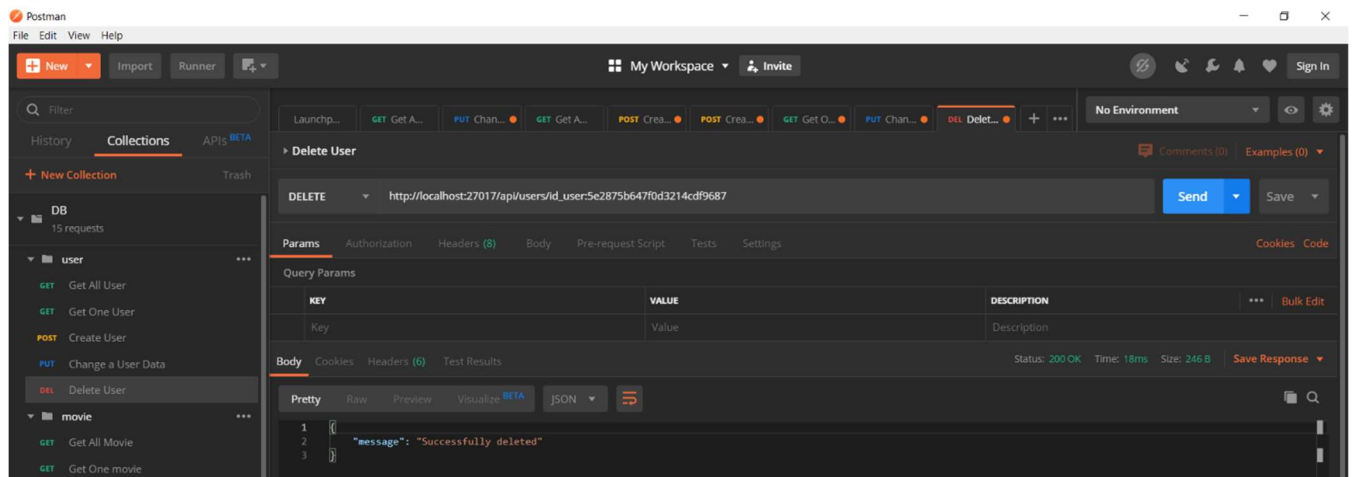 Postman
File Edit View Help
New Import Runner My Workspace Invite Sign In
Filter
History Collections APIs BETA
+ New Collection Trash
DB
15 requests
user
GET Get All User
GET Get One User
POST Create User
PUT Change a User Data
DEL Delete User
movie
GET Get All Movie
GET Get One movie
Launchp... GET Get A... PUT Chan... GET Get A... POST Crea... POST Crea... GET Get O... PUT Chan... DEL Delet... + ••• No Environment
Delete User Comments (0) Examples (0)
DELETE http://localhost:27017/api/users/id_user:5e2875b647f0d3214cdf9687 Send Save
Params Authorization Headers (8) Body Pre-request Script Tests Settings Cookies Code
Query Params
KEY VALUE DESCRIPTION ••• Bulk Edit
Key Value Description
Body Cookies Headers (6) Test Results Status: 200 OK Time: 18ms Size: 246 B Save Response
Pretty Raw Preview Visualize BETA JSON
1 {
2 "message": "Successfully deleted"
3 }